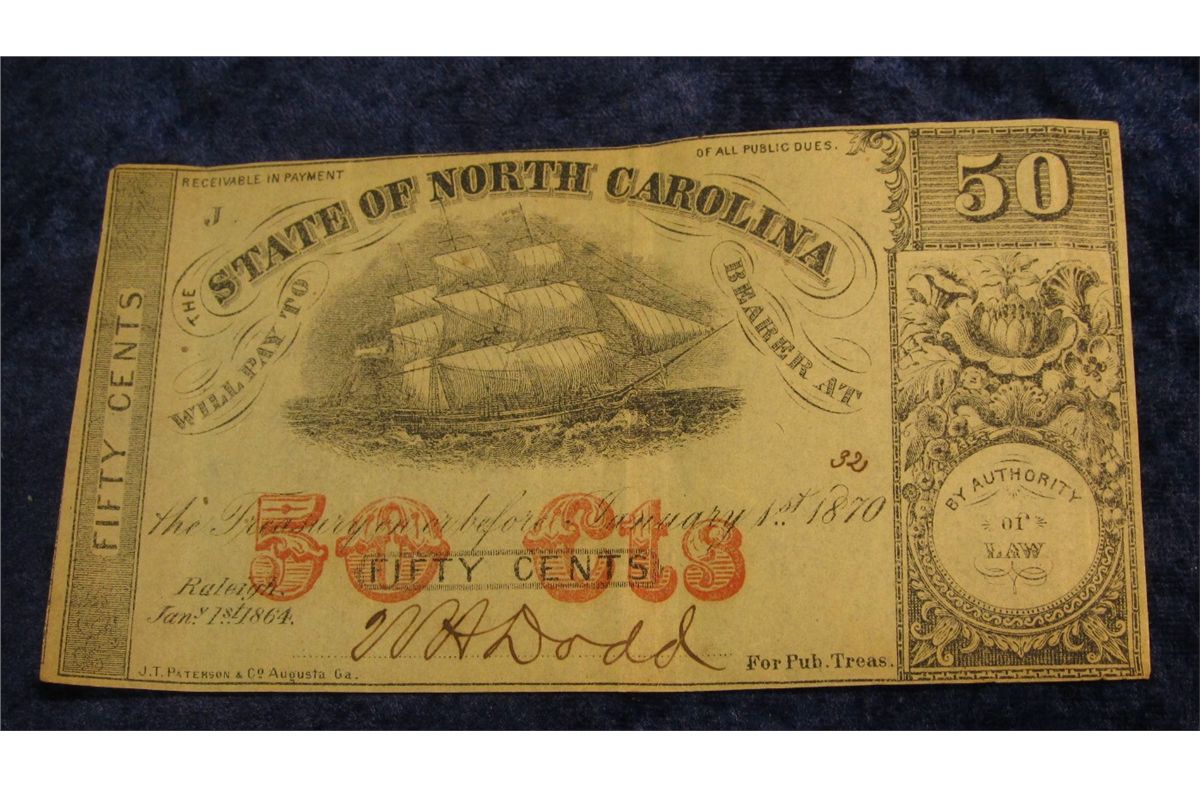 RECEIVABLE IN PAYMENT
OF ALL PUBLIC DUES.
50
J
THE STATE OF NORTH CAROLINA
WILL PAY TO
BEARER AT
FIFTY CENTS
32
the Treasury on or before January 1st. 1870
50 Cts
FIFTY CENTS
BY AUTHORITY
of
LAW
Raleigh.
Jany. 1st. 1864.
W H Dodd
For Pub. Treas.
J.T. PATERSON & Co Augusta Ga.